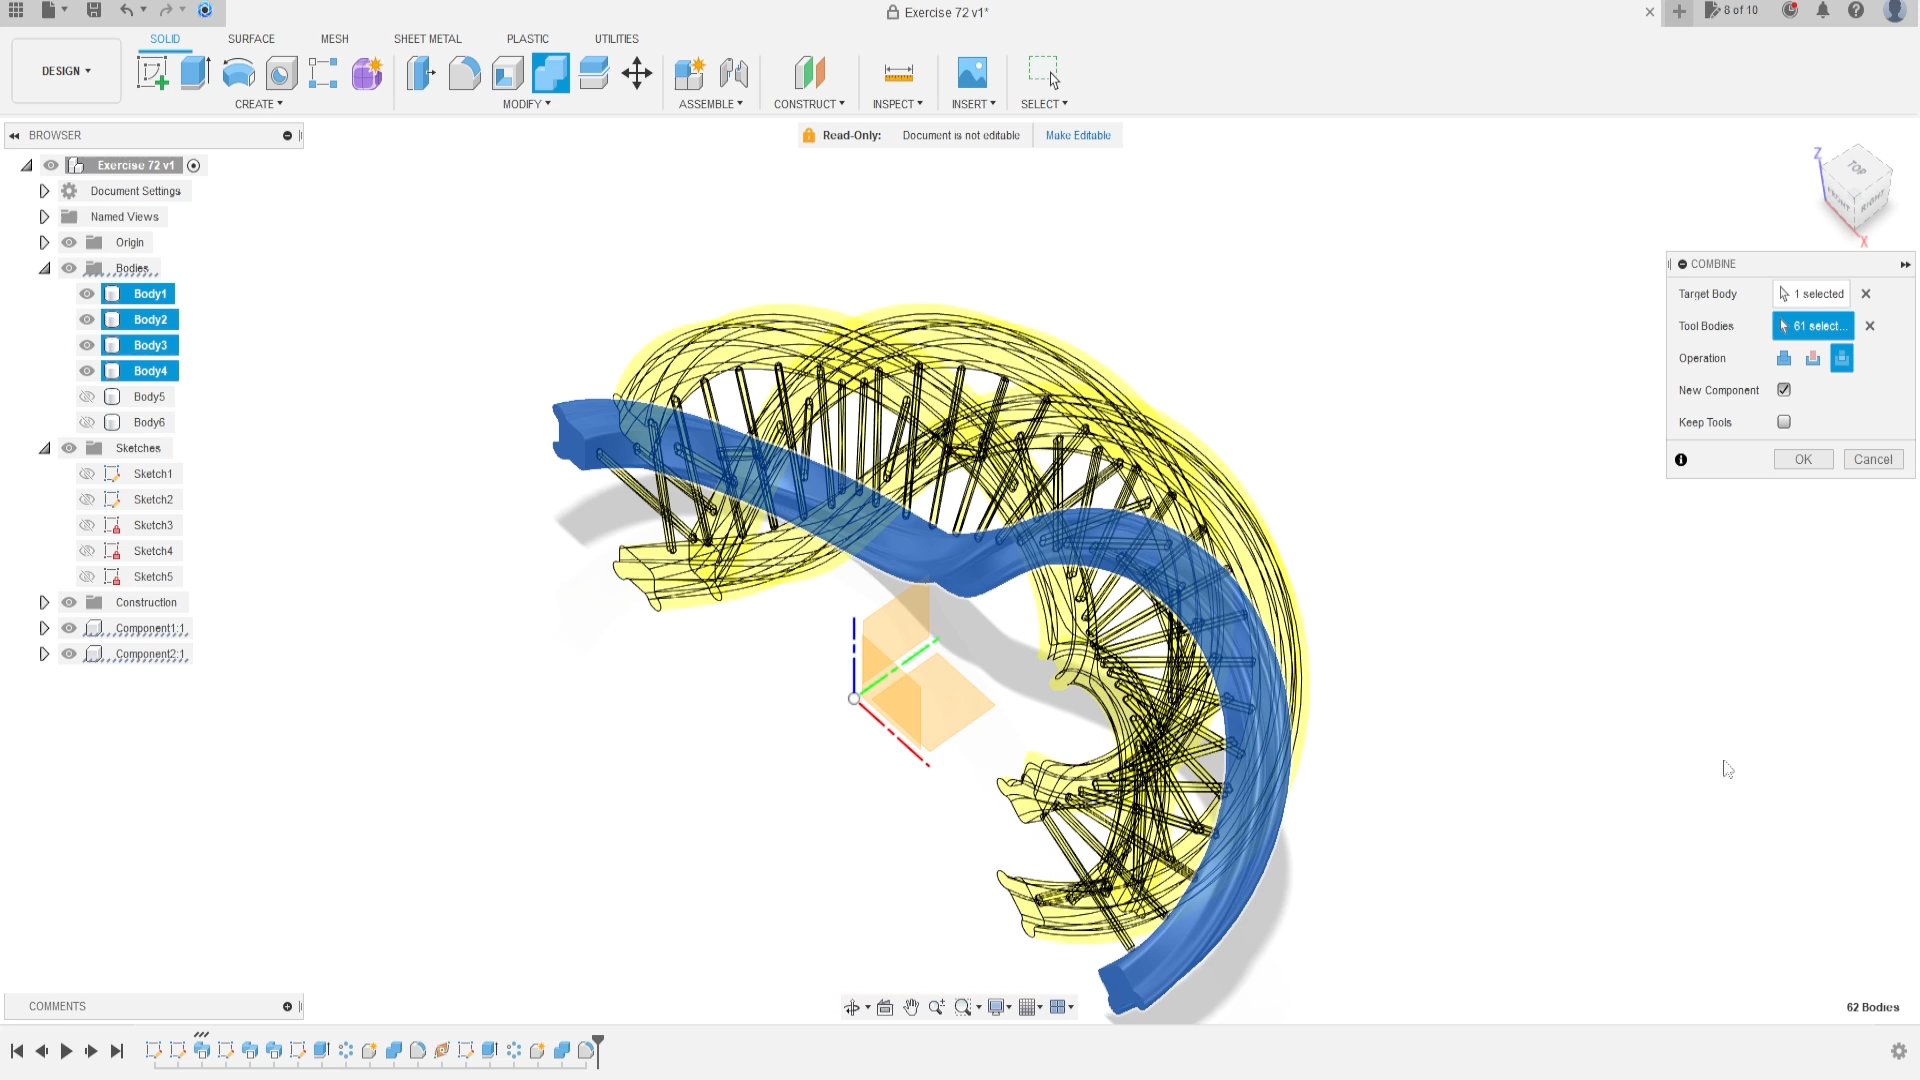 Exercise 72 v1*
8 of 10
DESIGN
SOLID
SURFACE
MESH
SHEET METAL
PLASTIC
UTILITIES
CREATE
MODIFY
ASSEMBLE
CONSTRUCT
INSPECT
INSERT
SELECT
BROWSER
Read-Only: Document is not editable Make Editable
Exercise 72 v1
Document Settings
Named Views
Origin
Bodies
Body1
Body2
Body3
Body4
Body5
Body6
Sketches
Sketch1
Sketch2
Sketch3
Sketch4
Sketch5
Construction
Component1:1
Component2:1
Z
TOP
FRONT
RIGHT
X
COMBINE
Target Body 1 selected
Tool Bodies 61 select...
Operation
New Component
Keep Tools
OK Cancel
COMMENTS
62 Bodies